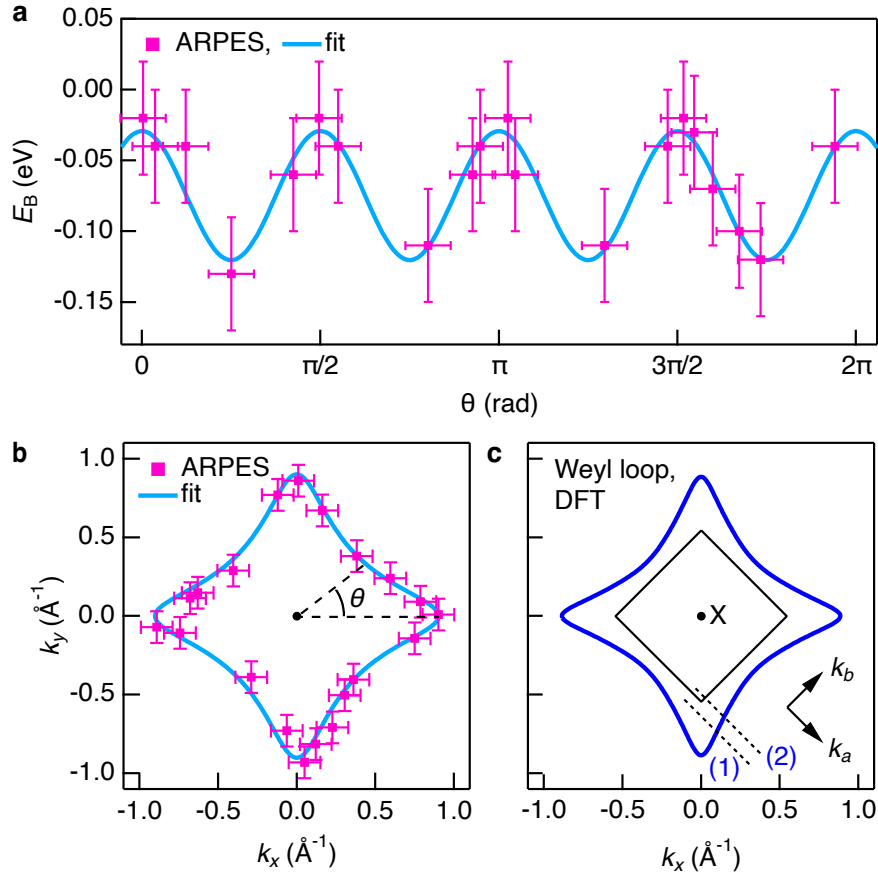 a
ARPES, fit
0.05
0.00
-0.05
-0.10
-0.15
E_B (eV)
0 π/2 π 3π/2 2π
θ (rad)
b
ARPES
fit
1.0
0.5
0.0
-0.5
-1.0
k_y (Å⁻¹)
θ
-1.0 -0.5 0.0 0.5 1.0
k_x (Å⁻¹)
c
Weyl loop,
DFT
X
k_b
k_a
(1) (2)
-1.0 -0.5 0.0 0.5 1.0
k_x (Å⁻¹)